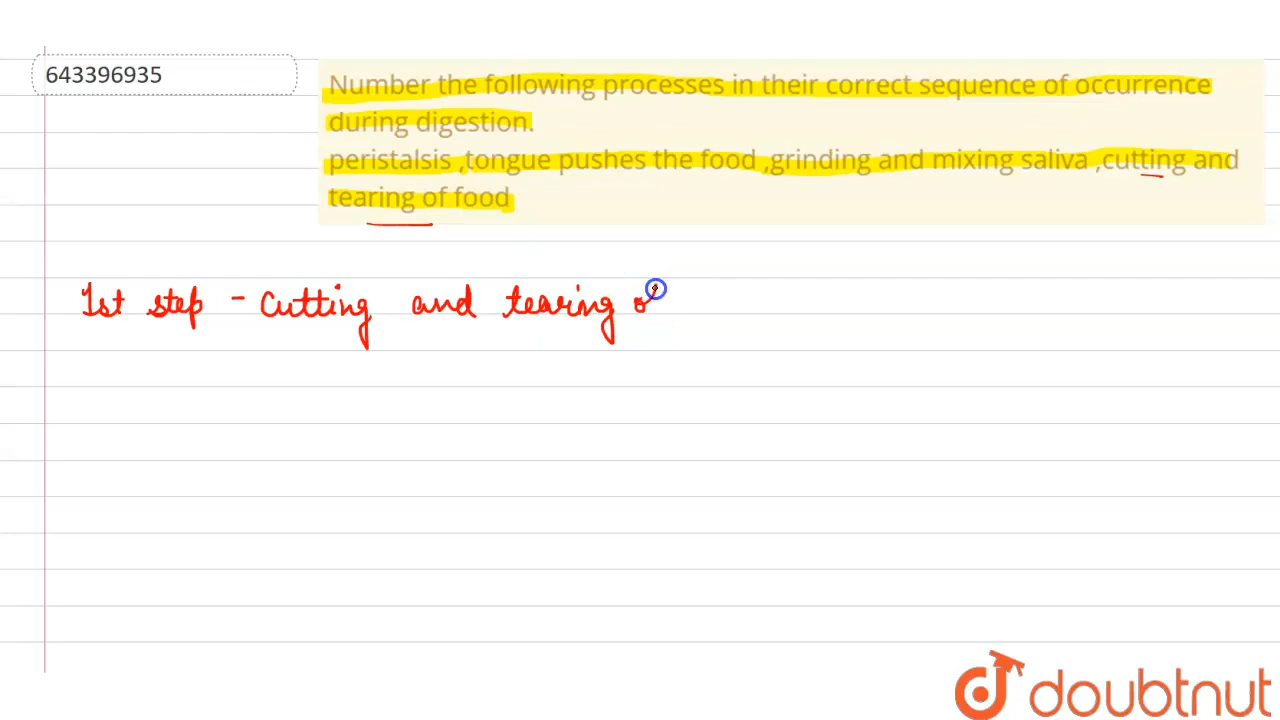 643396935
Number the following processes in their correct sequence of occurrence
during digestion.
peristalsis ,tongue pushes the food ,grinding and mixing saliva ,cutting and
tearing of food
1st step - Cutting and tearing o
doubtnut